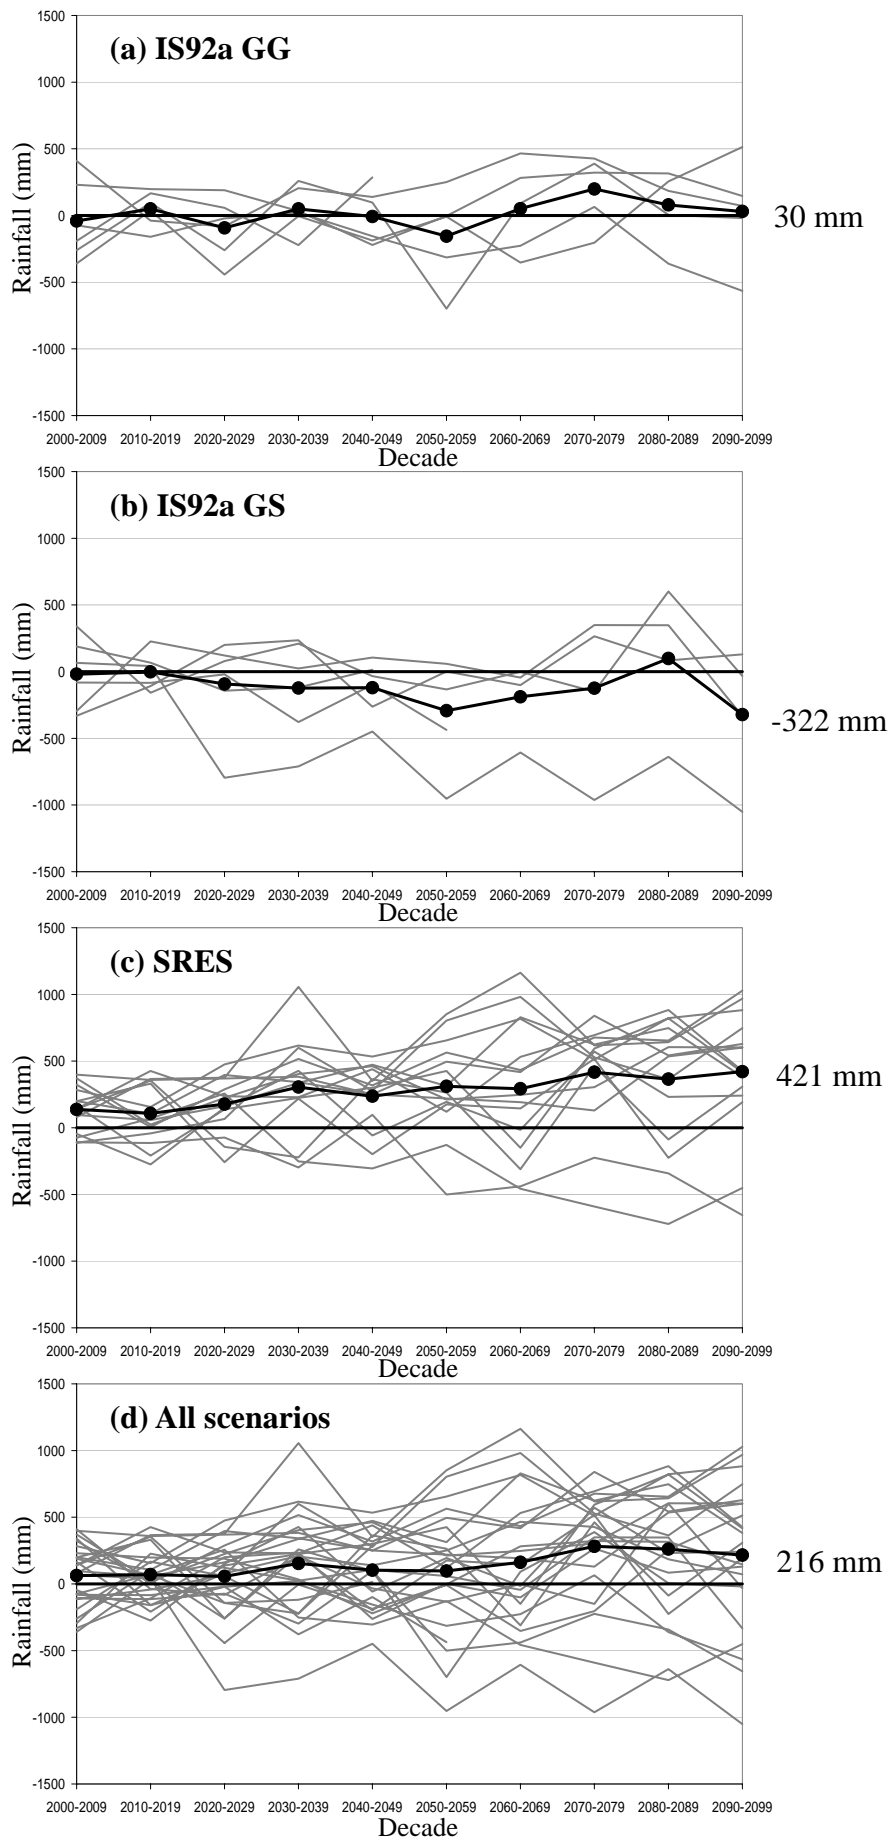 (a) IS92a GG
Rainfall (mm)
1500
1000
500
0
-500
-1000
-1500
30 mm
2000-2009 2010-2019 2020-2029 2030-2039 2040-2049 2050-2059 2060-2069 2070-2079 2080-2089 2090-2099
Decade
(b) IS92a GS
Rainfall (mm)
1500
1000
500
0
-500
-1000
-1500
-322 mm
2000-2009 2010-2019 2020-2029 2030-2039 2040-2049 2050-2059 2060-2069 2070-2079 2080-2089 2090-2099
Decade
(c) SRES
Rainfall (mm)
1500
1000
500
0
-500
-1000
-1500
421 mm
2000-2009 2010-2019 2020-2029 2030-2039 2040-2049 2050-2059 2060-2069 2070-2079 2080-2089 2090-2099
Decade
(d) All scenarios
Rainfall (mm)
1500
1000
500
0
-500
-1000
-1500
216 mm
2000-2009 2010-2019 2020-2029 2030-2039 2040-2049 2050-2059 2060-2069 2070-2079 2080-2089 2090-2099
Decade